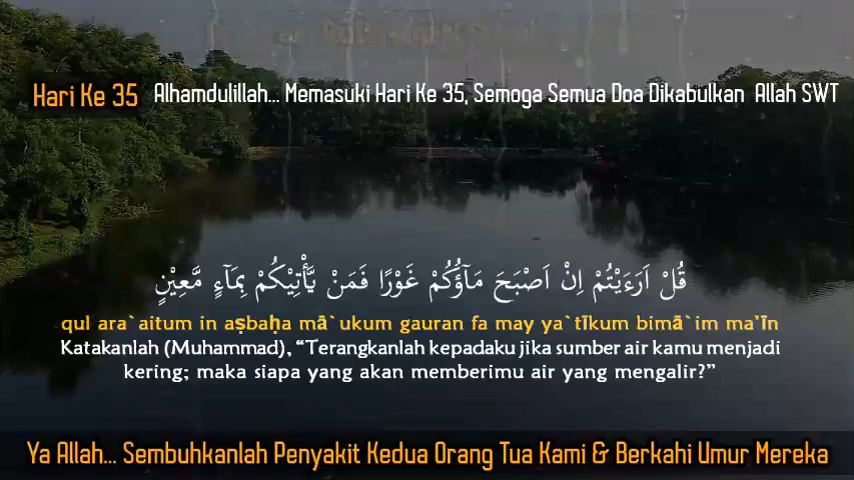 Hari Ke 35
Alhamdulillah... Memasuki Hari Ke 35, Semoga Semua Doa Dikabulkan Allah SWT
قُلْ اَرَءَيْتُمْ اِنْ اَصْبَحَ مَاۤؤُكُمْ غَوْرًا فَمَنْ يَّأْتِيْكُمْ بِمَاۤءٍ مَّعِيْنٍ
qul ara`aitum in aṣbaḥa mā`ukum gauran fa may ya`tīkum bimā`im ma’īn
Katakanlah (Muhammad), “Terangkanlah kepadaku jika sumber air kamu menjadi
kering; maka siapa yang akan memberimu air yang mengalir?”
Ya Allah... Sembuhkanlah Penyakit Kedua Orang Tua Kami & Berkahi Umur Mereka